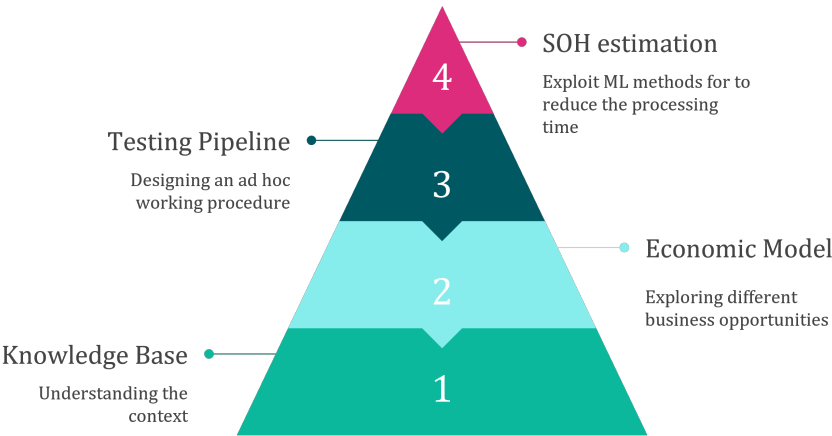 4
SOH estimation
Exploit ML methods for to
reduce the processing
time
Testing Pipeline
Designing an ad hoc
working procedure
3
Economic Model
Exploring different
business opportunities
2
Knowledge Base
Understanding the
context
1